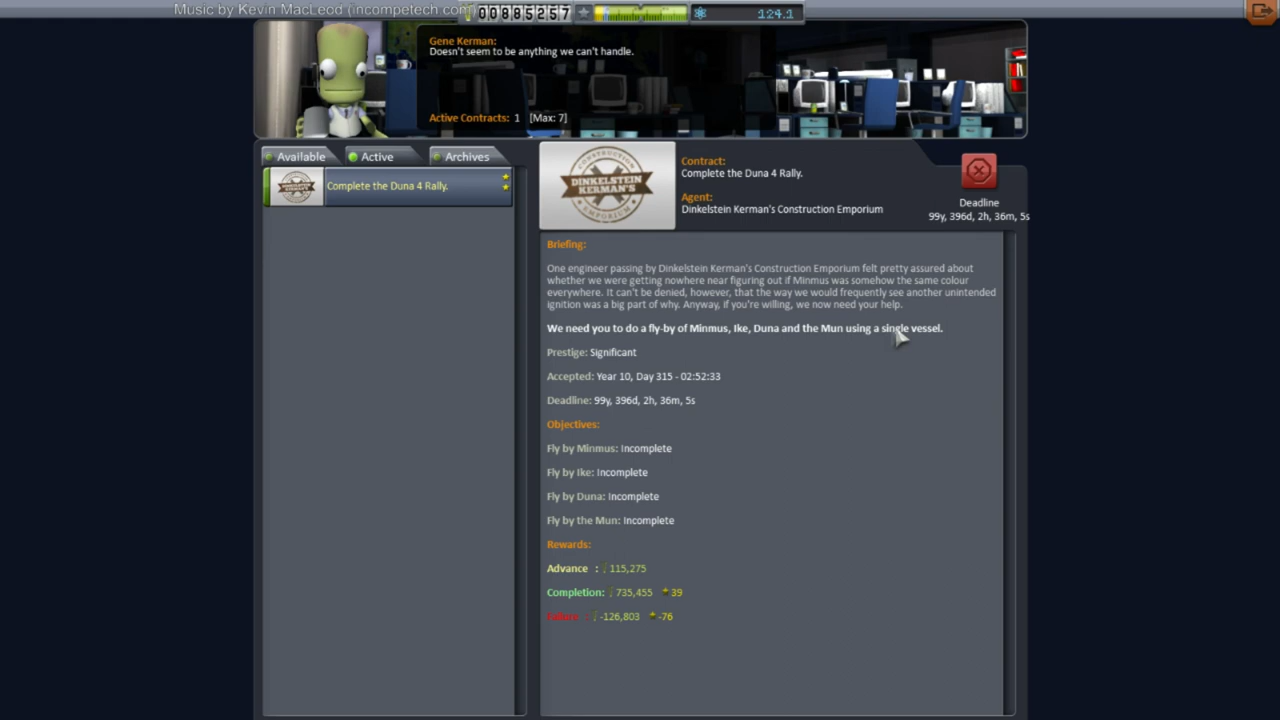 Music by Kevin MacLeod (incompetech.com)
00885257
124.1
Gene Kerman:
Doesn't seem to be anything we can't handle.
Active Contracts: 1 [Max: 7]
Available
Active
Archives
Complete the Duna 4 Rally.
CONSTRUCTION
DINKELSTEIN
KERMAN'S
EMPORIUM
Contract:
Complete the Duna 4 Rally.
Agent:
Dinkelstein Kerman's Construction Emporium
Deadline
99y, 396d, 2h, 36m, 5s
Briefing:
One engineer passing by Dinkelstein Kerman's Construction Emporium felt pretty assured about
whether we were getting nowhere near figuring out if Minmus was somehow the same colour
everywhere. It can't be denied, however, that the way we would frequently see another unintended
ignition was a big part of why. Anyway, if you're willing, we now need your help.
We need you to do a fly-by of Minmus, Ike, Duna and the Mun using a single vessel.
Prestige: Significant
Accepted: Year 10, Day 315 - 02:52:33
Deadline: 99y, 396d, 2h, 36m, 5s
Objectives:
Fly by Minmus: Incomplete
Fly by Ike: Incomplete
Fly by Duna: Incomplete
Fly by the Mun: Incomplete
Rewards:
Advance : 115,275
Completion: 735,455 39
Failure : -126,803 -76